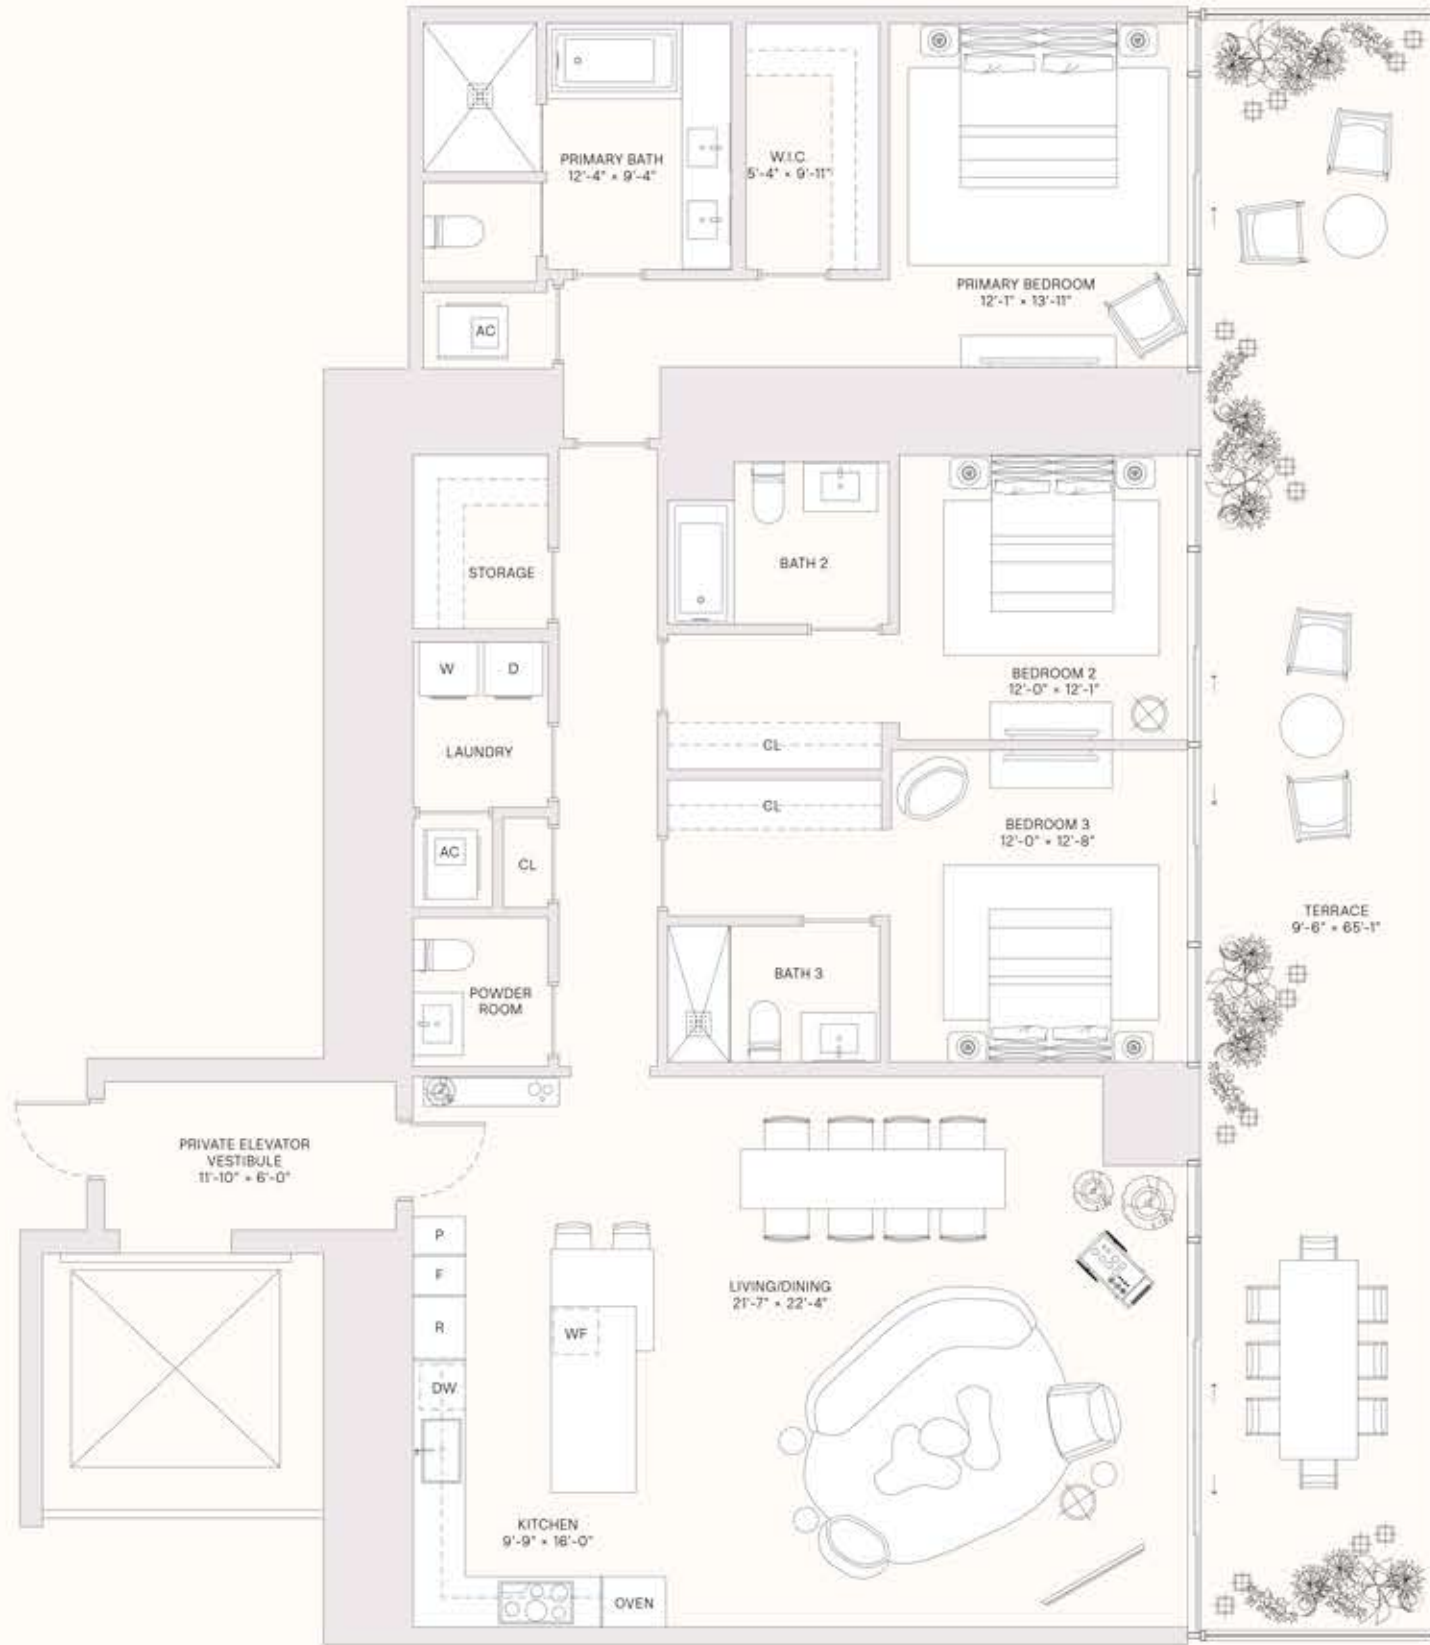 PRIMARY BATH
12'-4" × 9'-4"
W.I.C
5'-4" × 9'-11"
PRIMARY BEDROOM
12'-1" × 13'-11"
AC
STORAGE
BATH 2
W
D
BEDROOM 2
12'-0" × 12'-1"
LAUNDRY
CL
CL
BEDROOM 3
12'-0" × 12'-8"
AC
CL
TERRACE
9'-6" × 65'-1"
BATH 3
POWDER
ROOM
PRIVATE ELEVATOR
VESTIBULE
11'-10" × 6'-0"
P
F
R
LIVING/DINING
21'-7" × 22'-4"
WF
DW
KITCHEN
9'-9" × 16'-0"
OVEN